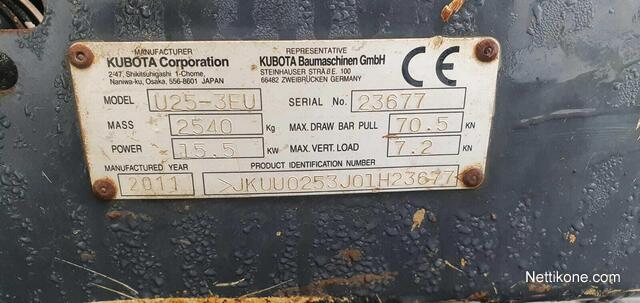 MANUFACTURER
KUBOTA Corporation
2-47, Shikitsuhigashi 1-Chome,
Naniwa-ku, Osaka, 556-8601 JAPAN
REPRESENTATIVE
KUBOTA Baumaschinen GmbH
STEINHAUSER STRAßE 100
66482 ZWEIBRÜCKEN GERMANY
CE
MODEL U25-3EU SERIAL No. 23677
MASS 2540 Kg MAX. DRAW BAR PULL 70.5 KN
POWER 15.5 KW MAX. VERT. LOAD 7.2 KN
MANUFACTURED YEAR PRODUCT IDENTIFICATION NUMBER
2011 >JKUU0253J01H23677<
Nettikone.com